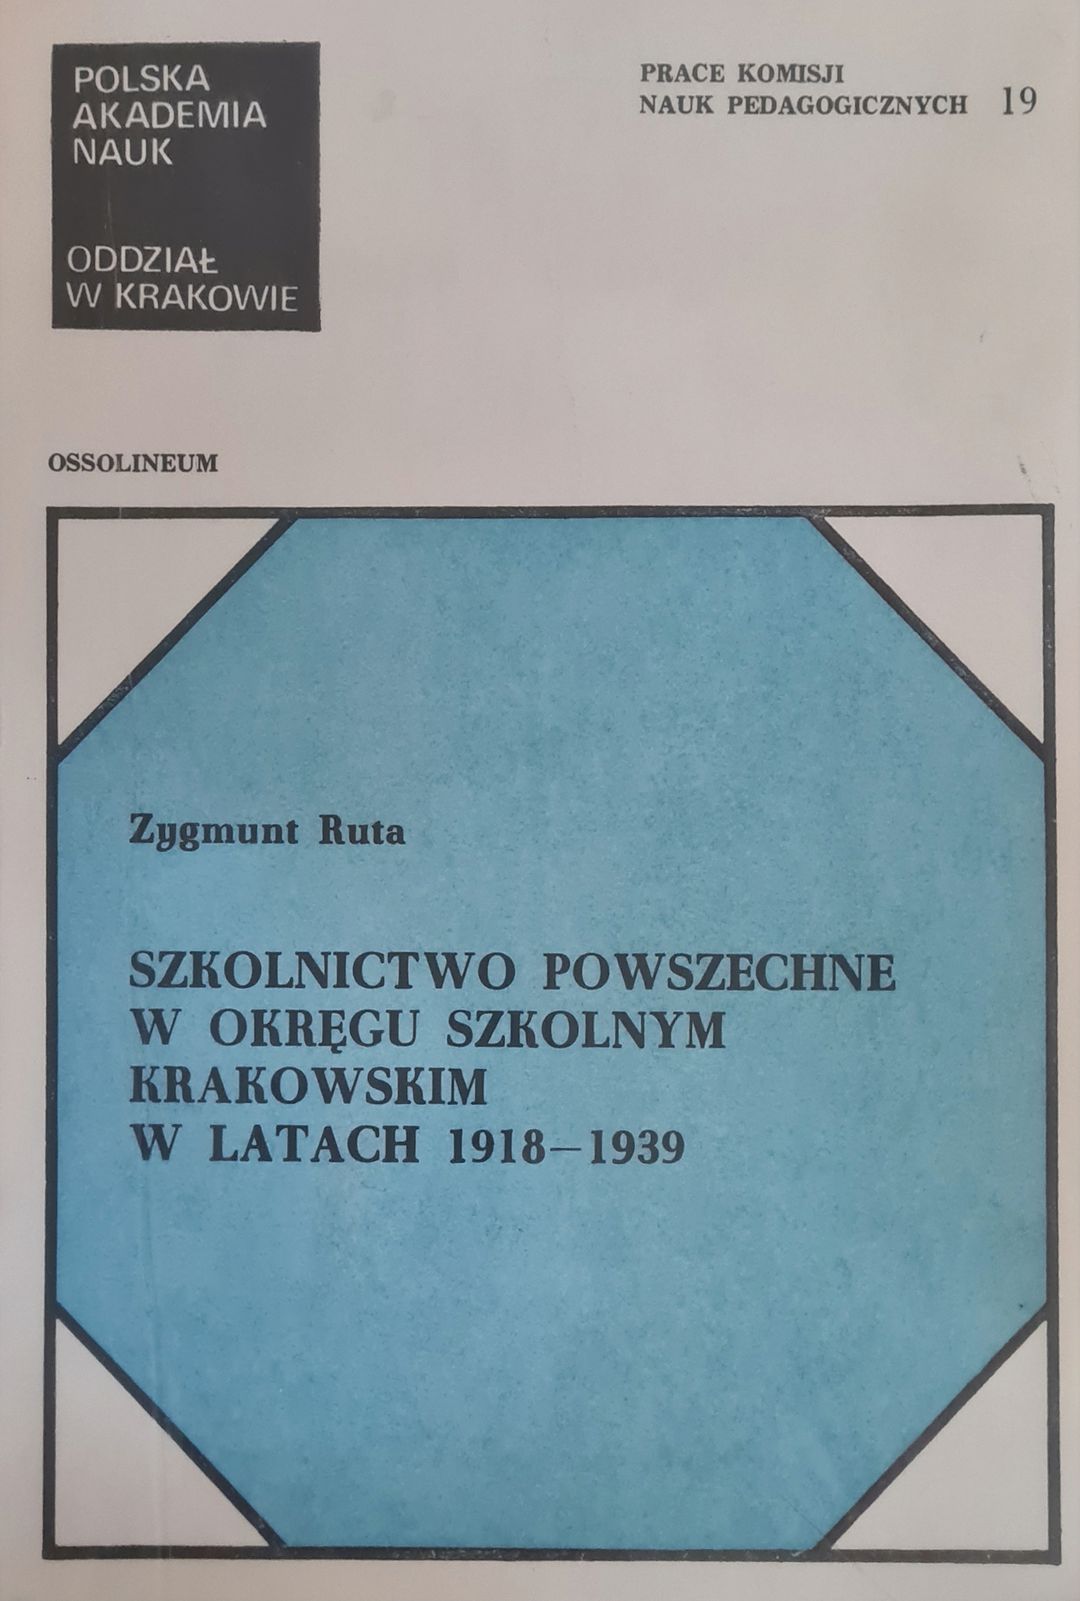 POLSKA
AKADEMIA
NAUK
ODDZIAŁ
W KRAKOWIE
PRACE KOMISJI
NAUK PEDAGOGICZNYCH 19
OSSOLINEUM
Zygmunt Ruta
SZKOLNICTWO POWSZECHNE
W OKRĘGU SZKOLNYM
KRAKOWSKIM
W LATACH 1918–1939